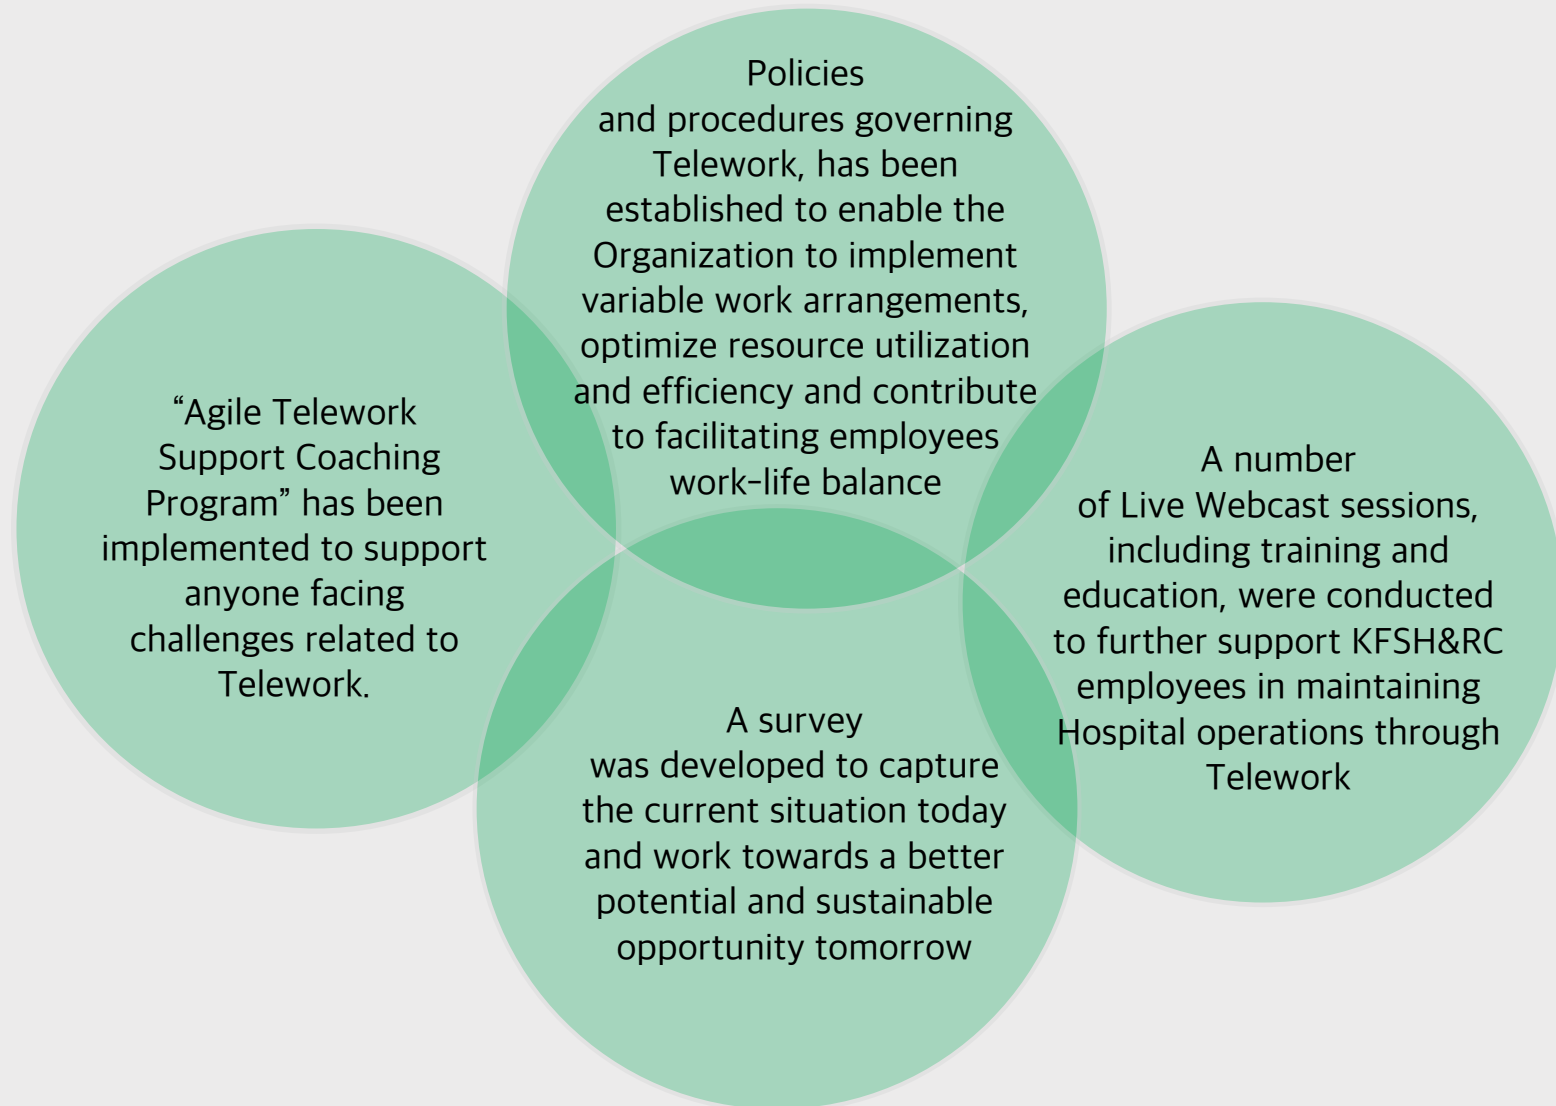 Policies
and procedures governing
Telework, has been
established to enable the
Organization to implement
variable work arrangements,
optimize resource utilization
and efficiency and contribute
to facilitating employees
work-life balance
“Agile Telework
Support Coaching
Program” has been
implemented to support
anyone facing
challenges related to
Telework.
A number
of Live Webcast sessions,
including training and
education, were conducted
to further support KFSH&RC
employees in maintaining
Hospital operations through
Telework
A survey
was developed to capture
the current situation today
and work towards a better
potential and sustainable
opportunity tomorrow